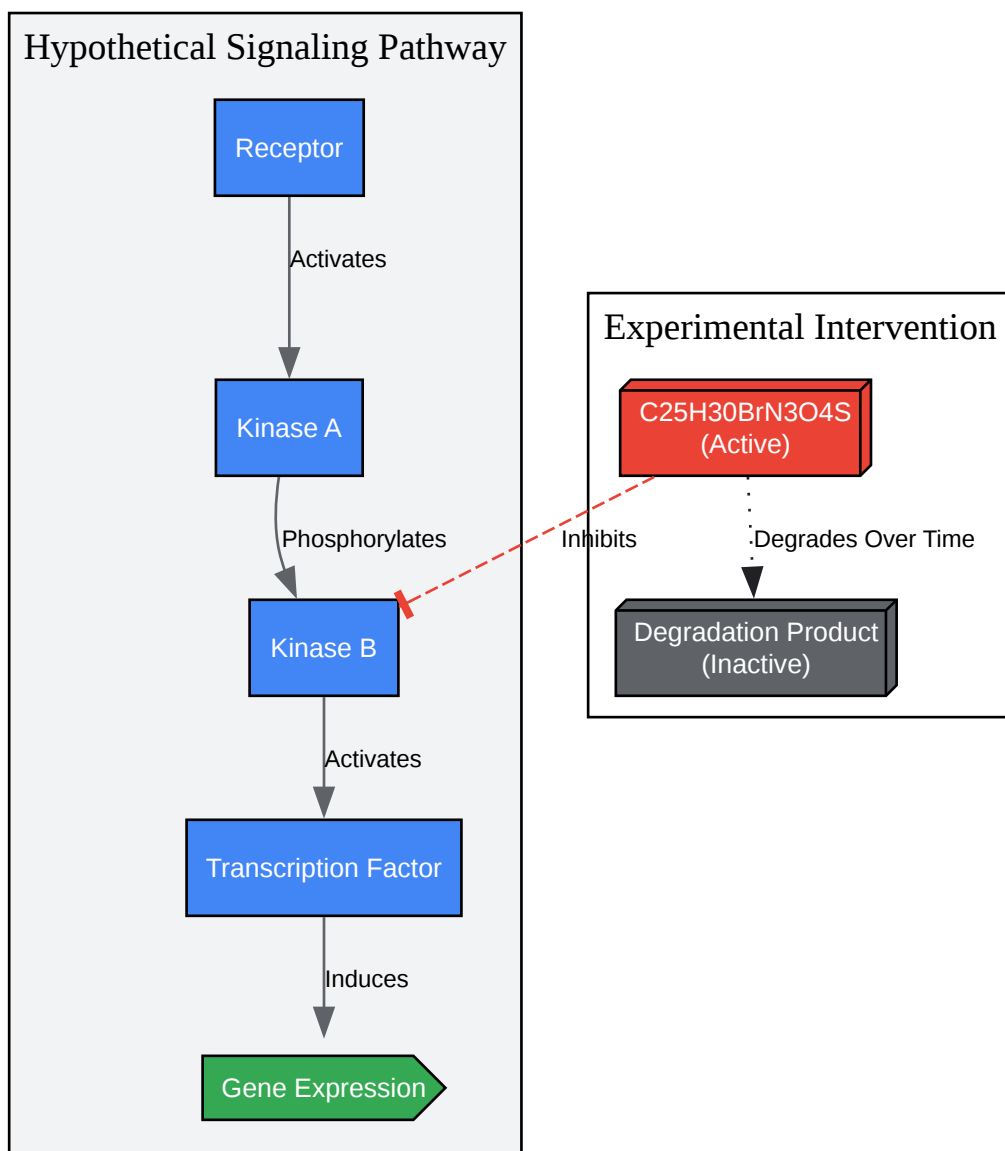 Hypothetical Signaling Pathway
Receptor
Activates
Kinase A
Phosphorylates
Kinase B
Activates
Transcription Factor
Induces
Gene Expression
Experimental Intervention
C25H30BrN3O4S
(Active)
Inhibits
Degrades Over Time
Degradation Product
(Inactive)